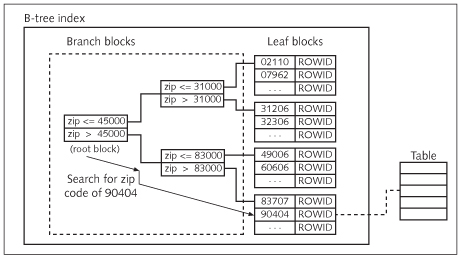 B-tree index
Branch blocks
Leaf blocks
02110 ROWID
07962 ROWID
- - - ROWID
zip <= 31000
zip > 31000
31206 ROWID
32306 ROWID
- - - ROWID
zip <= 45000
zip > 45000
(root block)
zip <= 83000
zip > 83000
49006 ROWID
60606 ROWID
- - - ROWID
Search for zip
code of 90404
83707 ROWID
90404 ROWID
- - - ROWID
Table